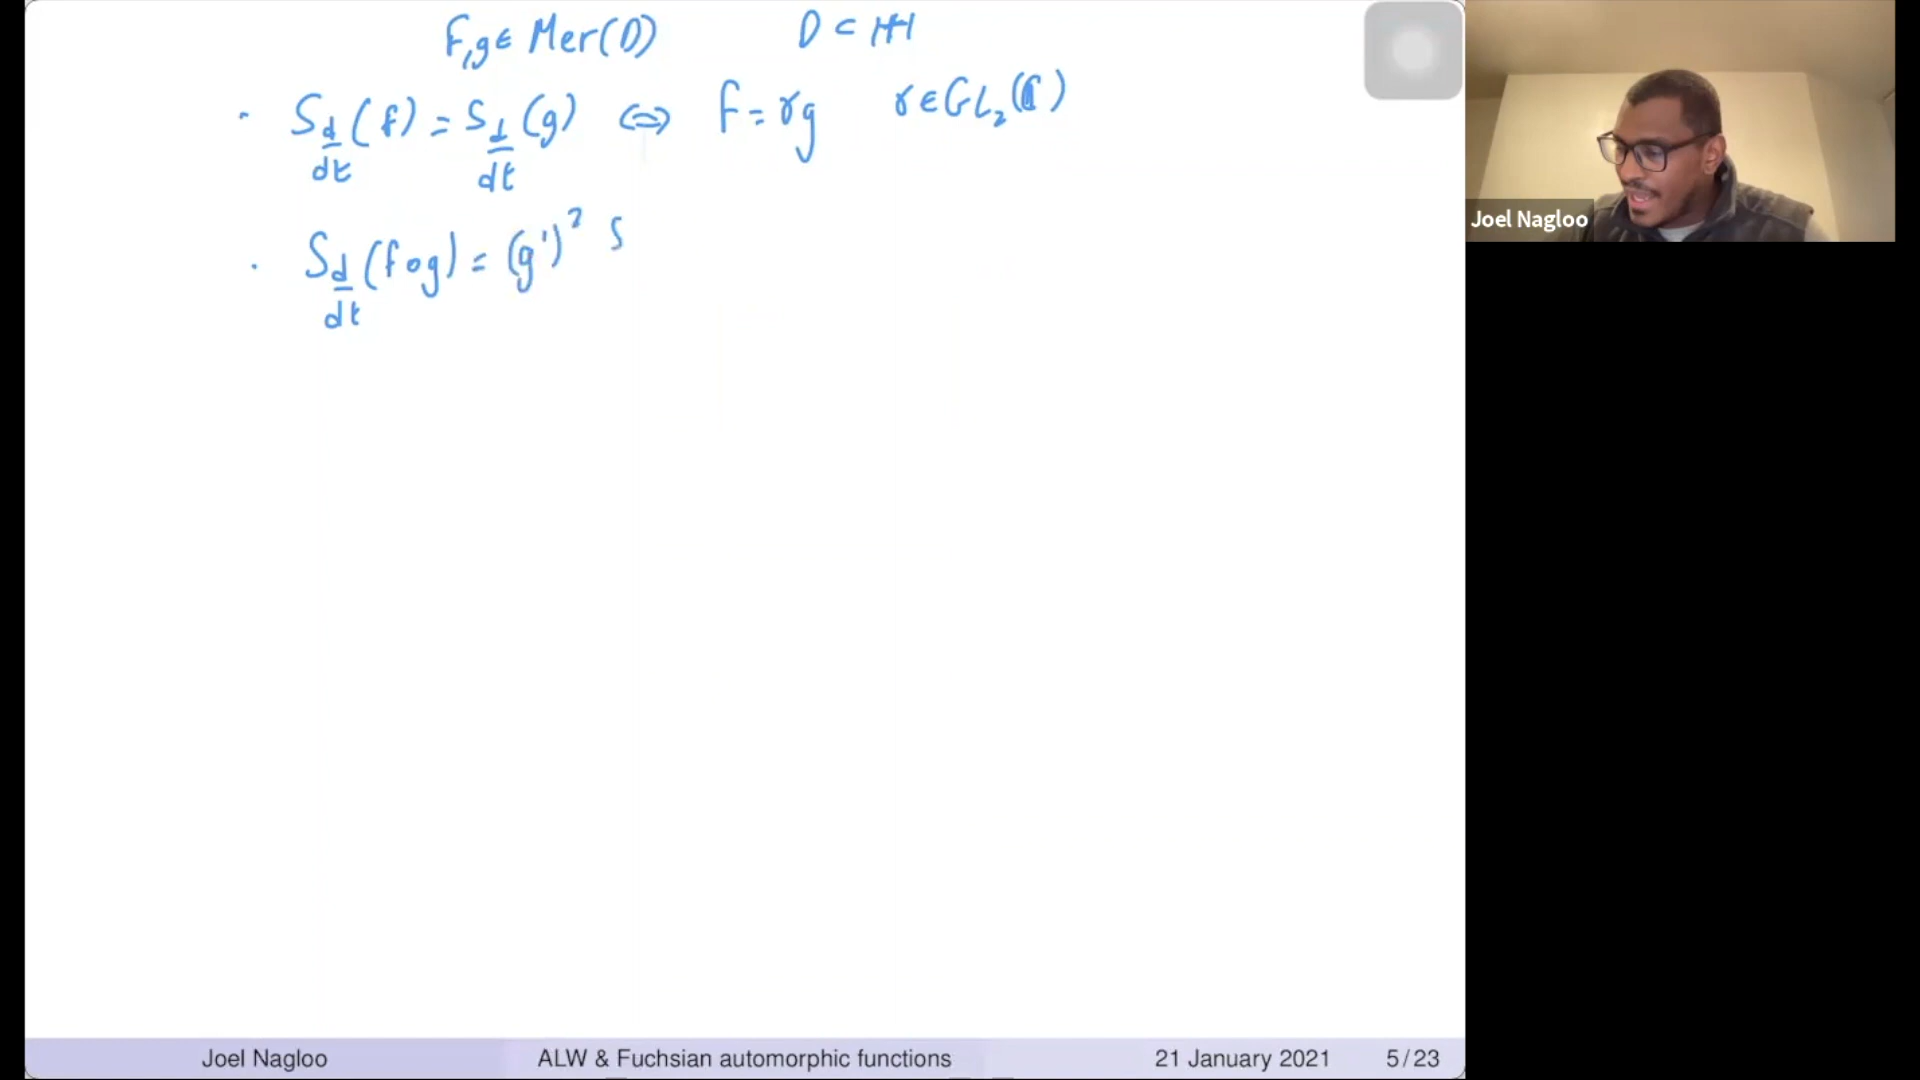 F,g ∈ Mer(D) D ⊂ ℍ
· S_{d/dt}(f) = S_{d/dt}(g) ⇔ F = γg γ ∈ GL₂(ℂ)
· S_{d/dt}(f∘g) = (g')² S
Joel Nagloo
Joel Nagloo ALW & Fuchsian automorphic functions 21 January 2021 5/23